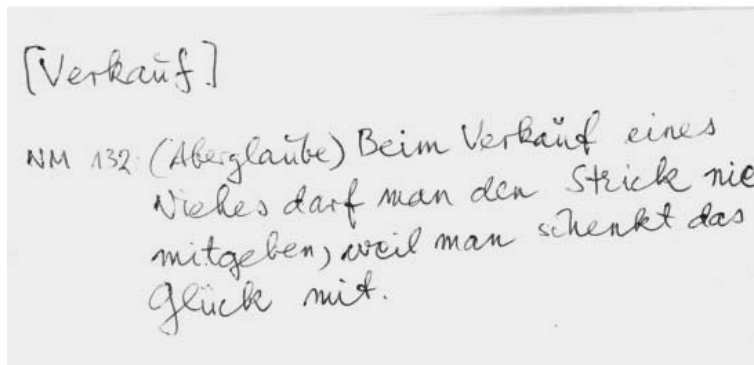 [Verkauf]
NM 132 (Aberglaube) Beim Verkauf eines
Viehes darf man den Strick nie
mitgeben, weil man schenkt das
Glück mit.